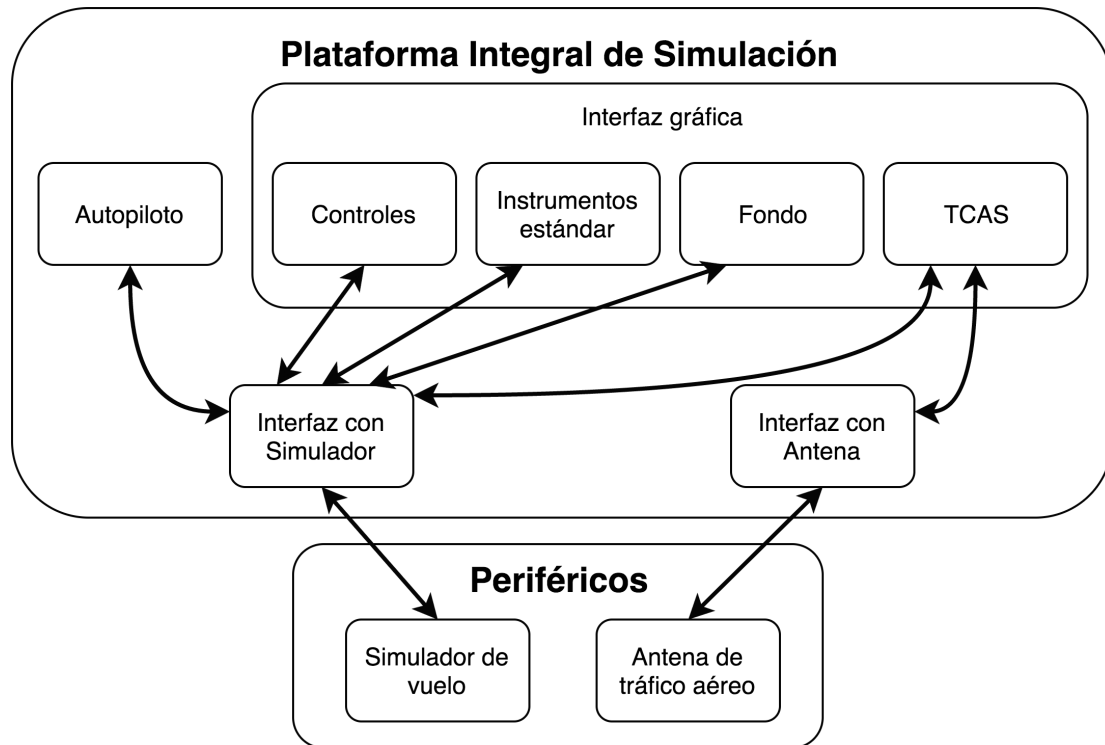 Plataforma Integral de Simulación
Interfaz gráfica
Autopiloto
Controles
Instrumentos
estándar
Fondo
TCAS
Interfaz con
Simulador
Interfaz con
Antena
Periféricos
Simulador de
vuelo
Antena de
tráfico aéreo